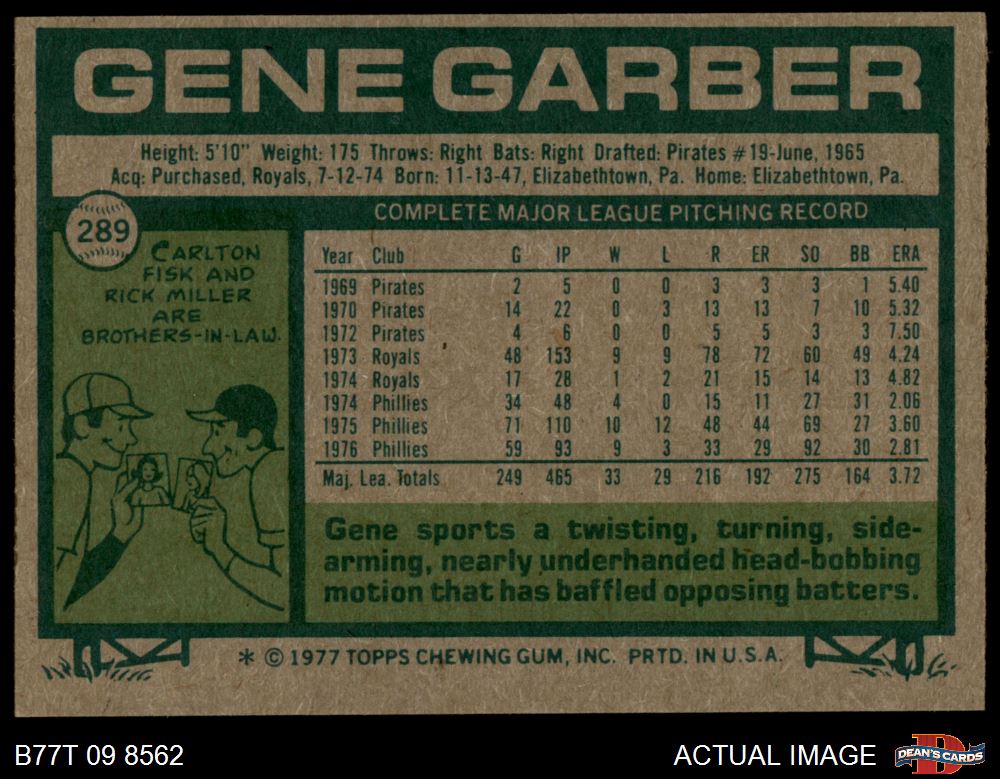 GENE GARBER
Height: 5'10" Weight: 175 Throws: Right Bats: Right Drafted: Pirates #19-June, 1965
Acq: Purchased, Royals, 7-12-74 Born: 11-13-47, Elizabethtown, Pa. Home: Elizabethtown, Pa.
289
CARLTON
FISK AND
RICK MILLER
ARE
BROTHERS-IN-LAW.
COMPLETE MAJOR LEAGUE PITCHING RECORD
Year Club G IP W L R ER SO BB ERA
1969 Pirates 2 5 0 0 3 3 3 1 5.40
1970 Pirates 14 22 0 3 13 13 7 10 5.32
1972 Pirates 4 6 0 0 5 5 3 3 7.50
1973 Royals 48 153 9 9 78 72 60 49 4.24
1974 Royals 17 28 1 2 21 15 14 13 4.82
1974 Phillies 34 48 4 0 15 11 27 31 2.06
1975 Phillies 71 110 10 12 48 44 69 27 3.60
1976 Phillies 59 93 9 3 33 29 92 30 2.81
Maj. Lea. Totals 249 465 33 29 216 192 275 164 3.72
Gene sports a twisting, turning, side-
arming, nearly underhanded head-bobbing
motion that has baffled opposing batters.
* © 1977 TOPPS CHEWING GUM, INC. PRTD. IN U.S.A.
B77T 09 8562
ACTUAL IMAGE
D
DEAN'S CARDS